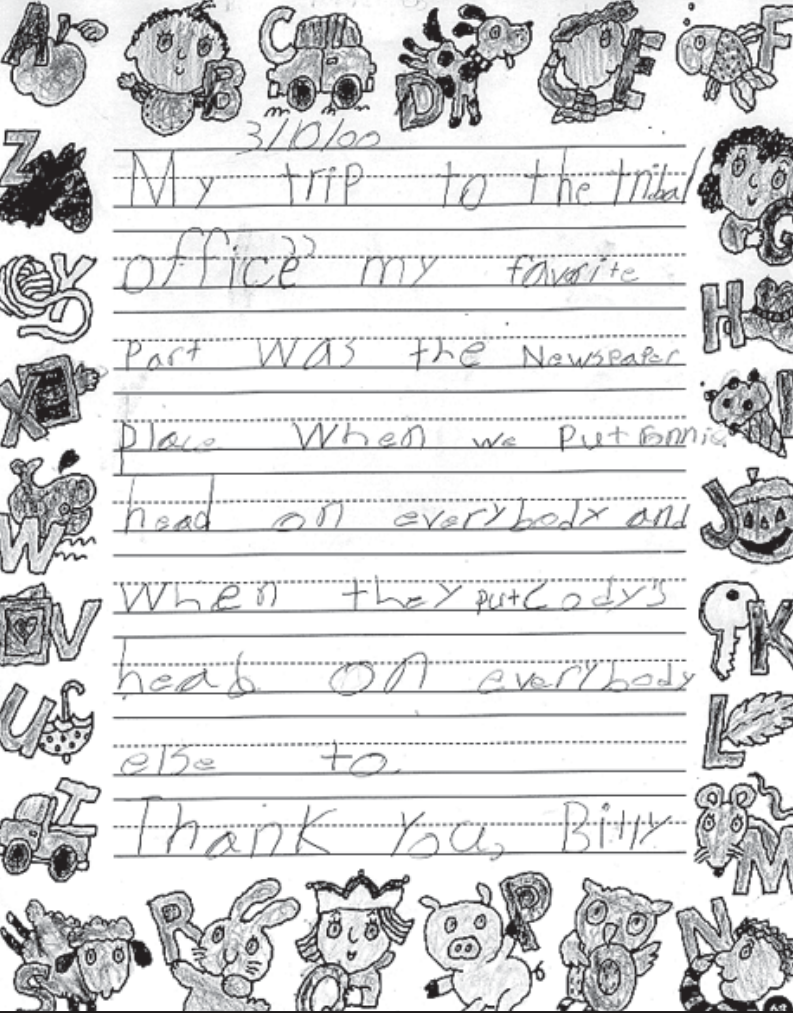 A
B
C
D
E
F
3/10/00
Z
My trip to the tribal
G
office my favorite
Y
H
Part was the Newspaper
X
I
place When we Put ronnie
W
J
head on everybody and
V
When they put Cody's
K
head on everybody
U
L
else to
T
Thank You, Billy
M
S
R
Q
P
O
N